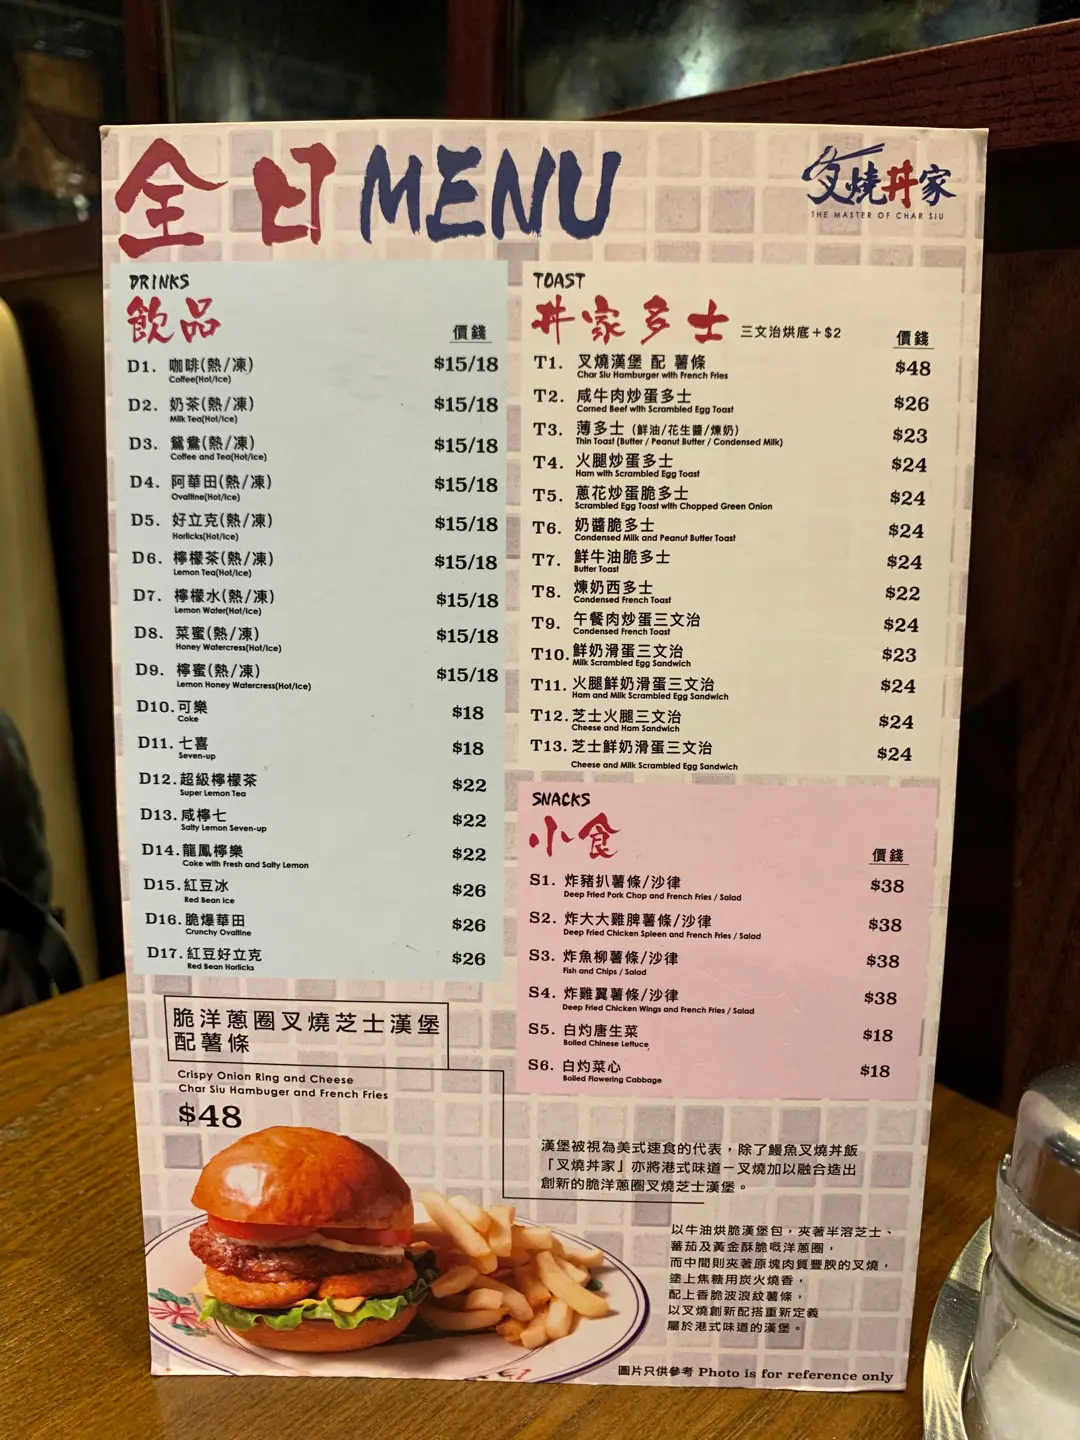 全日MENU
叉燒丼家
THE MASTER OF CHAR SIU
DRINKS
飲品
價錢
D1. 咖啡(熱/凍) $15/18
Coffee(Hot/Ice)
D2. 奶茶(熱/凍) $15/18
Milk Tea(Hot/Ice)
D3. 鴛鴦(熱/凍) $15/18
Coffee and Tea(Hot/Ice)
D4. 阿華田(熱/凍) $15/18
Ovaltine(Hot/Ice)
D5. 好立克(熱/凍) $15/18
Horlicks(Hot/Ice)
D6. 檸檬茶(熱/凍) $15/18
Lemon Tea(Hot/Ice)
D7. 檸檬水(熱/凍) $15/18
Lemon Water(Hot/Ice)
D8. 菜蜜(熱/凍) $15/18
Honey Watercress(Hot/Ice)
D9. 檸蜜(熱/凍) $15/18
Lemon Honey Watercress(Hot/Ice)
D10. 可樂 $18
Coke
D11. 七喜 $18
Seven-up
D12. 超級檸檬茶 $22
Super Lemon Tea
D13. 咸檸七 $22
Salty Lemon Seven-up
D14. 龍鳳檸樂 $22
Coke with Fresh and Salty Lemon
D15. 紅豆冰 $26
Red Bean Ice
D16. 脆爆華田 $26
Crunchy Ovaltine
D17. 紅豆好立克 $26
Red Bean Horlicks
TOAST
丼家多士 三文治烘底+$2
價錢
T1. 叉燒漢堡 配 薯條 $48
Char Siu Hamburger with French Fries
T2. 咸牛肉炒蛋多士 $26
Corned Beef with Scrambled Egg Toast
T3. 薄多士 (鮮油/花生醬/煉奶) $23
Thin Toast (Butter / Peanut Butter / Condensed Milk)
T4. 火腿炒蛋多士 $24
Ham with Scrambled Egg Toast
T5. 蔥花炒蛋脆多士 $24
Scrambled Egg Toast with Chopped Green Onion
T6. 奶醬脆多士 $24
Condensed Milk and Peanut Butter Toast
T7. 鮮牛油脆多士 $24
Butter Toast
T8. 煉奶西多士 $22
Condensed French Toast
T9. 午餐肉炒蛋三文治 $24
Condensed French Toast
T10. 鮮奶滑蛋三文治 $23
Milk Scrambled Egg Sandwich
T11. 火腿鮮奶滑蛋三文治 $24
Ham and Milk Scrambled Egg Sandwich
T12. 芝士火腿三文治 $24
Cheese and Ham Sandwich
T13. 芝士鮮奶滑蛋三文治 $24
Cheese and Milk Scrambled Egg Sandwich
SNACKS
小食
價錢
S1. 炸豬扒薯條/沙律 $38
Deep Fried Pork Chop and French Fries / Salad
S2. 炸大大雞脾薯條/沙律 $38
Deep Fried Chicken Spleen and French Fries / Salad
S3. 炸魚柳薯條/沙律 $38
Fish and Chips / Salad
S4. 炸雞翼薯條/沙律 $38
Deep Fried Chicken Wings and French Fries / Salad
S5. 白灼唐生菜 $18
Boiled Chinese Lettuce
S6. 白灼菜心 $18
Boiled Flowering Cabbage
脆洋蔥圈叉燒芝士漢堡
配薯條
Crispy Onion Ring and Cheese
Char Siu Hambuger and French Fries
$48
漢堡被視為美式速食的代表，除了鰻魚叉燒丼飯
「叉燒丼家」亦將港式味道－叉燒加以融合造出
創新的脆洋蔥圈叉燒芝士漢堡。
以牛油烘脆漢堡包，夾著半溶芝士、
蕃茄及黃金酥脆嘅洋蔥圈，
而中間則夾著原塊肉質豐腴的叉燒，
塗上焦糖用炭火燒香，
配上香脆波浪紋薯條，
以叉燒創新配搭重新定義
屬於港式味道的漢堡。
圖片只供參考 Photo is for reference only